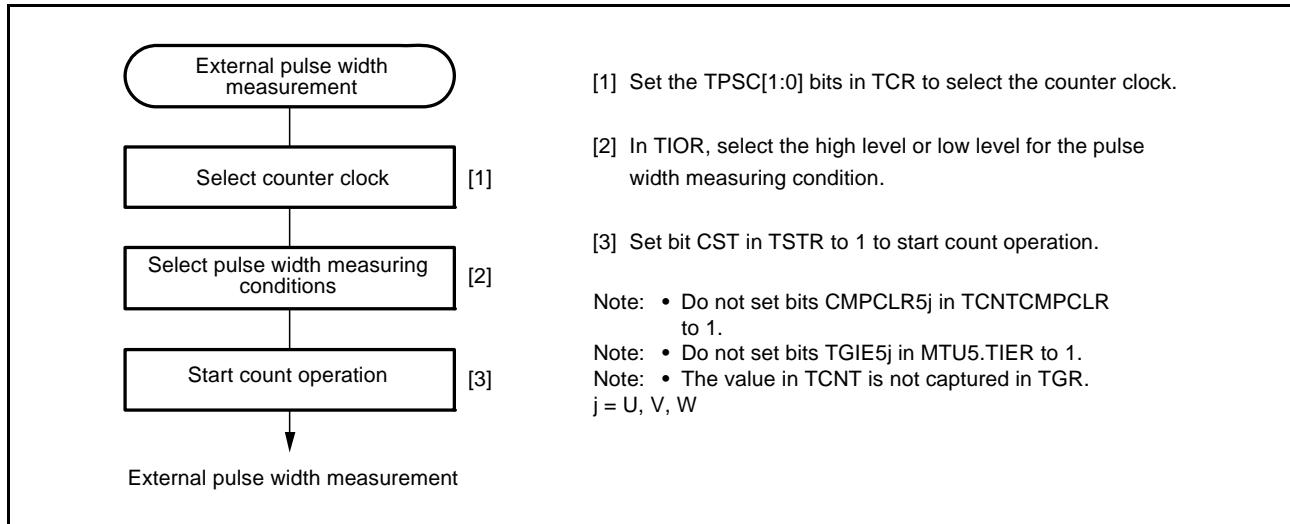 External pulse width
measurement
Select counter clock
[1]
Select pulse width measuring
conditions
[2]
Start count operation
[3]
External pulse width measurement
[1] Set the TPSC[1:0] bits in TCR to select the counter clock.
[2] In TIOR, select the high level or low level for the pulse
width measuring condition.
[3] Set bit CST in TSTR to 1 to start count operation.
Note: • Do not set bits CMPCLR5j in TCNTCMPCLR
to 1.
Note: • Do not set bits TGIE5j in MTU5.TIER to 1.
Note: • The value in TCNT is not captured in TGR.
j = U, V, W